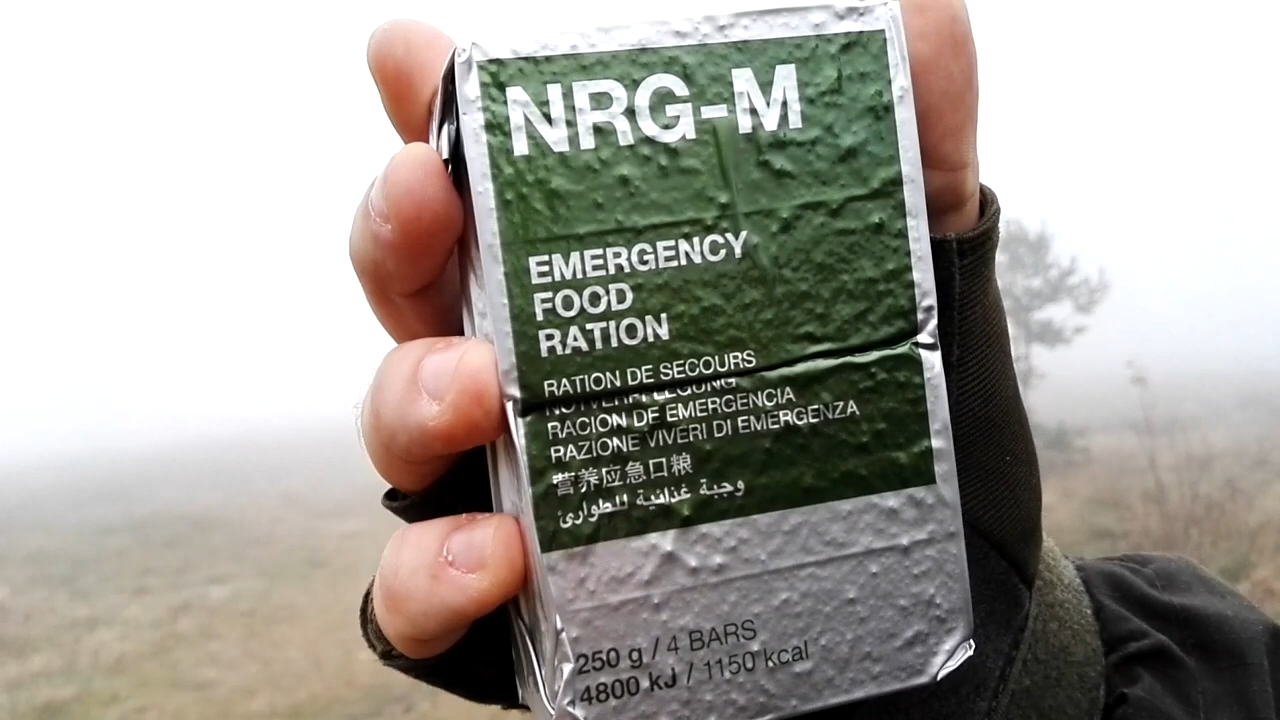 NRG-M
EMERGENCY
FOOD
RATION
RATION DE SECOURS
NOTVERPFLEGUNG
RACION DE EMERGENCIA
RAZIONE VIVERI DI EMERGENZA
营养应急口粮
وجبة غذائية للطوارئ
250 g / 4 BARS
4800 kJ / 1150 kcal